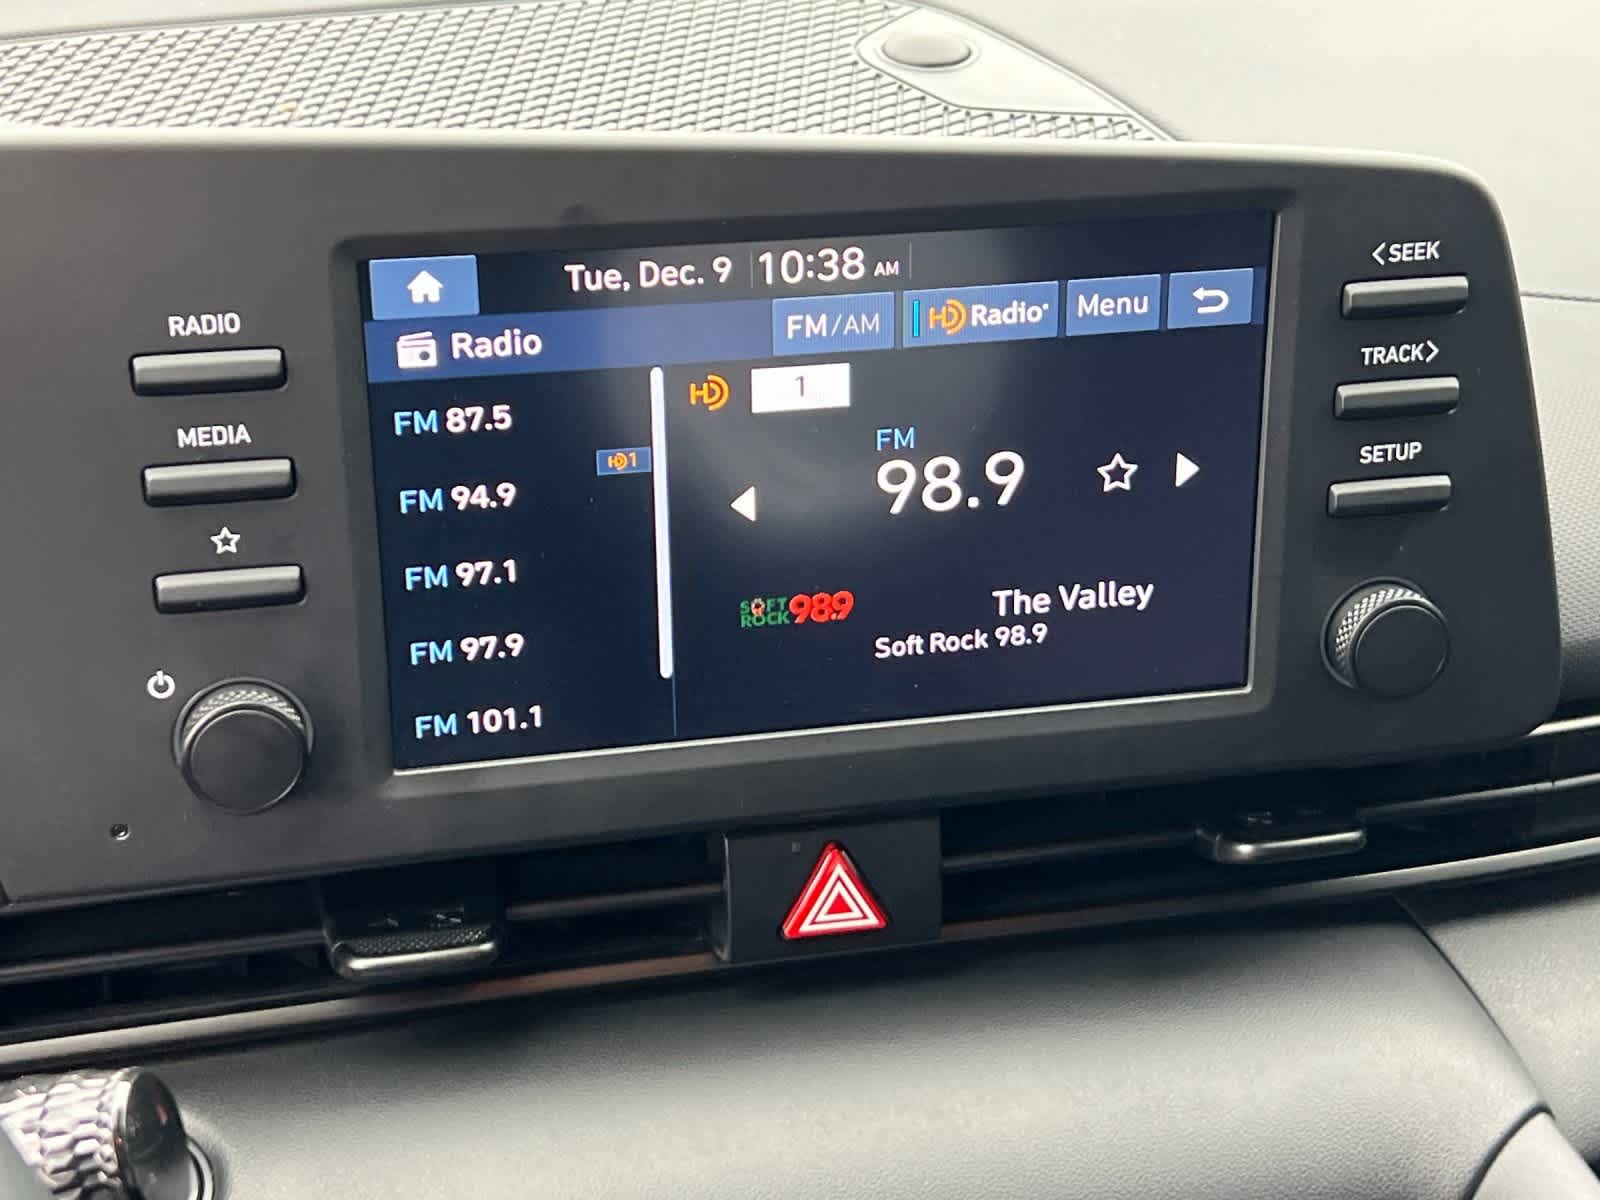 Tue, Dec. 9 10:38 AM
Radio
FM/AM
HD Radio
Menu
<SEEK
TRACK>
SETUP
RADIO
MEDIA
FM 87.5
HD1
FM 94.9
FM 97.1
FM 97.9
FM 101.1
HD 1
FM
98.9
SOFT ROCK 98.9
The Valley
Soft Rock 98.9